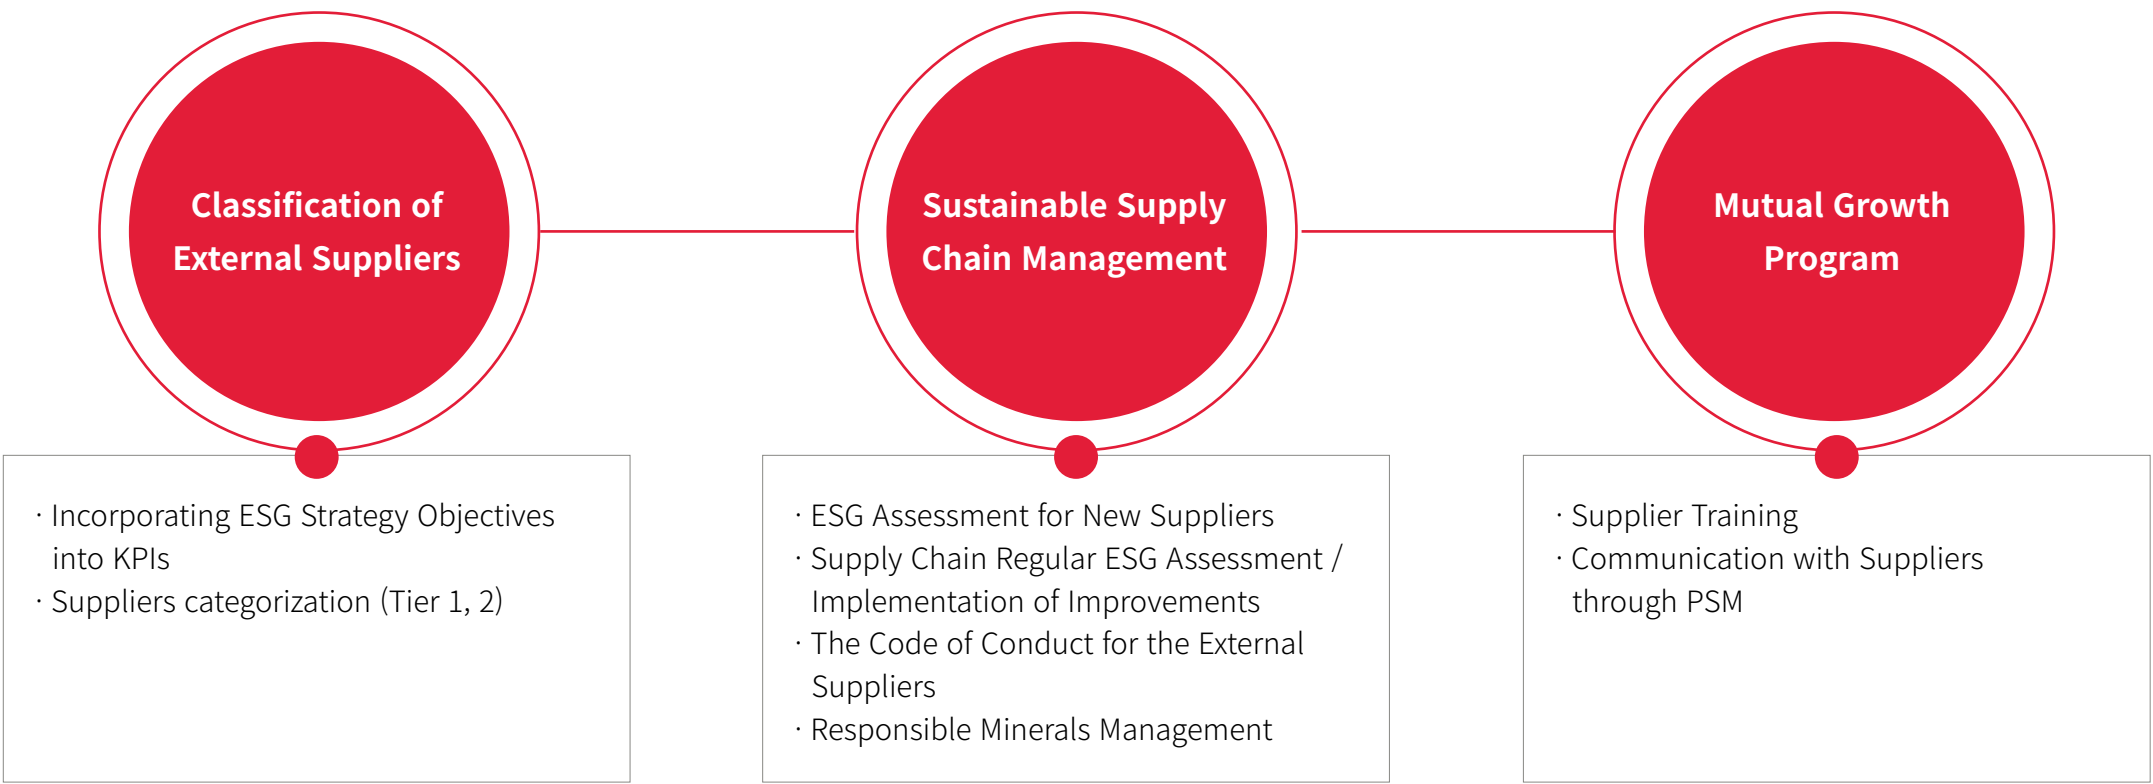 Classification of
External Suppliers
Sustainable Supply
Chain Management
Mutual Growth
Program
· Incorporating ESG Strategy Objectives
into KPIs
· Suppliers categorization (Tier 1, 2)
· ESG Assessment for New Suppliers
· Supply Chain Regular ESG Assessment /
Implementation of Improvements
· The Code of Conduct for the External
Suppliers
· Responsible Minerals Management
· Supplier Training
· Communication with Suppliers
through PSM